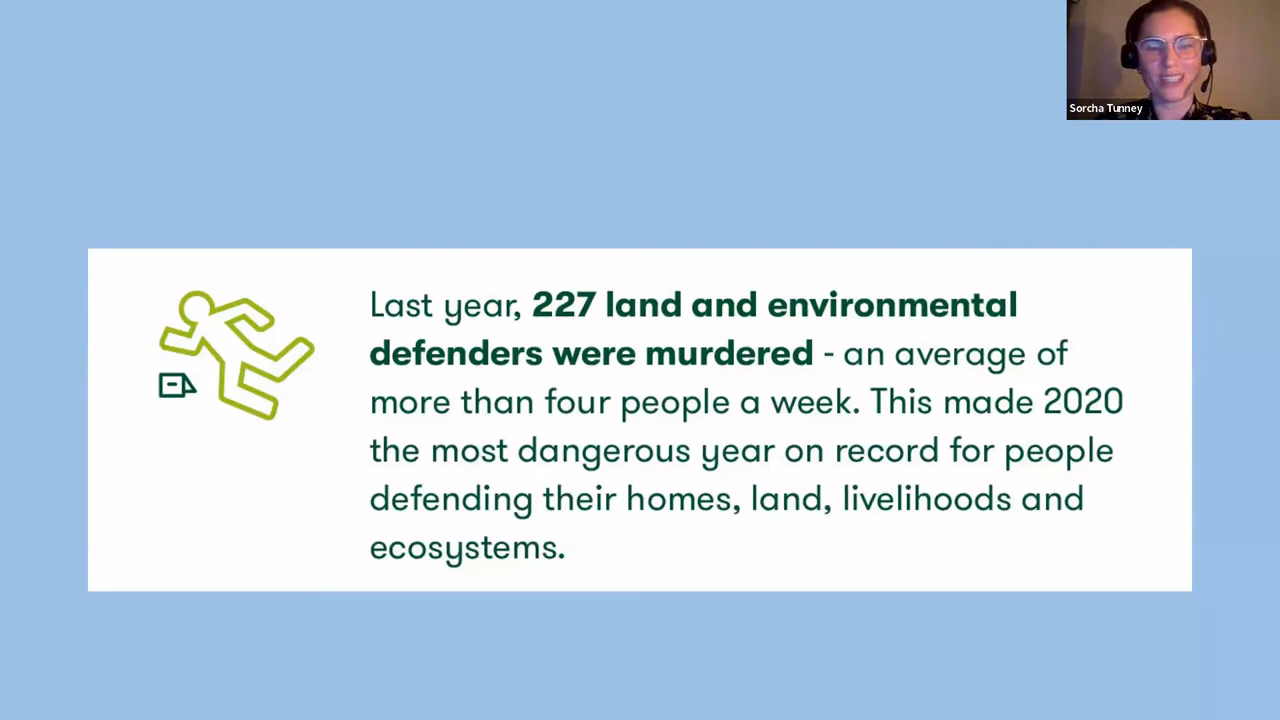 Sorcha Tunney
Last year, 227 land and environmental
defenders were murdered - an average of
more than four people a week. This made 2020
the most dangerous year on record for people
defending their homes, land, livelihoods and
ecosystems.